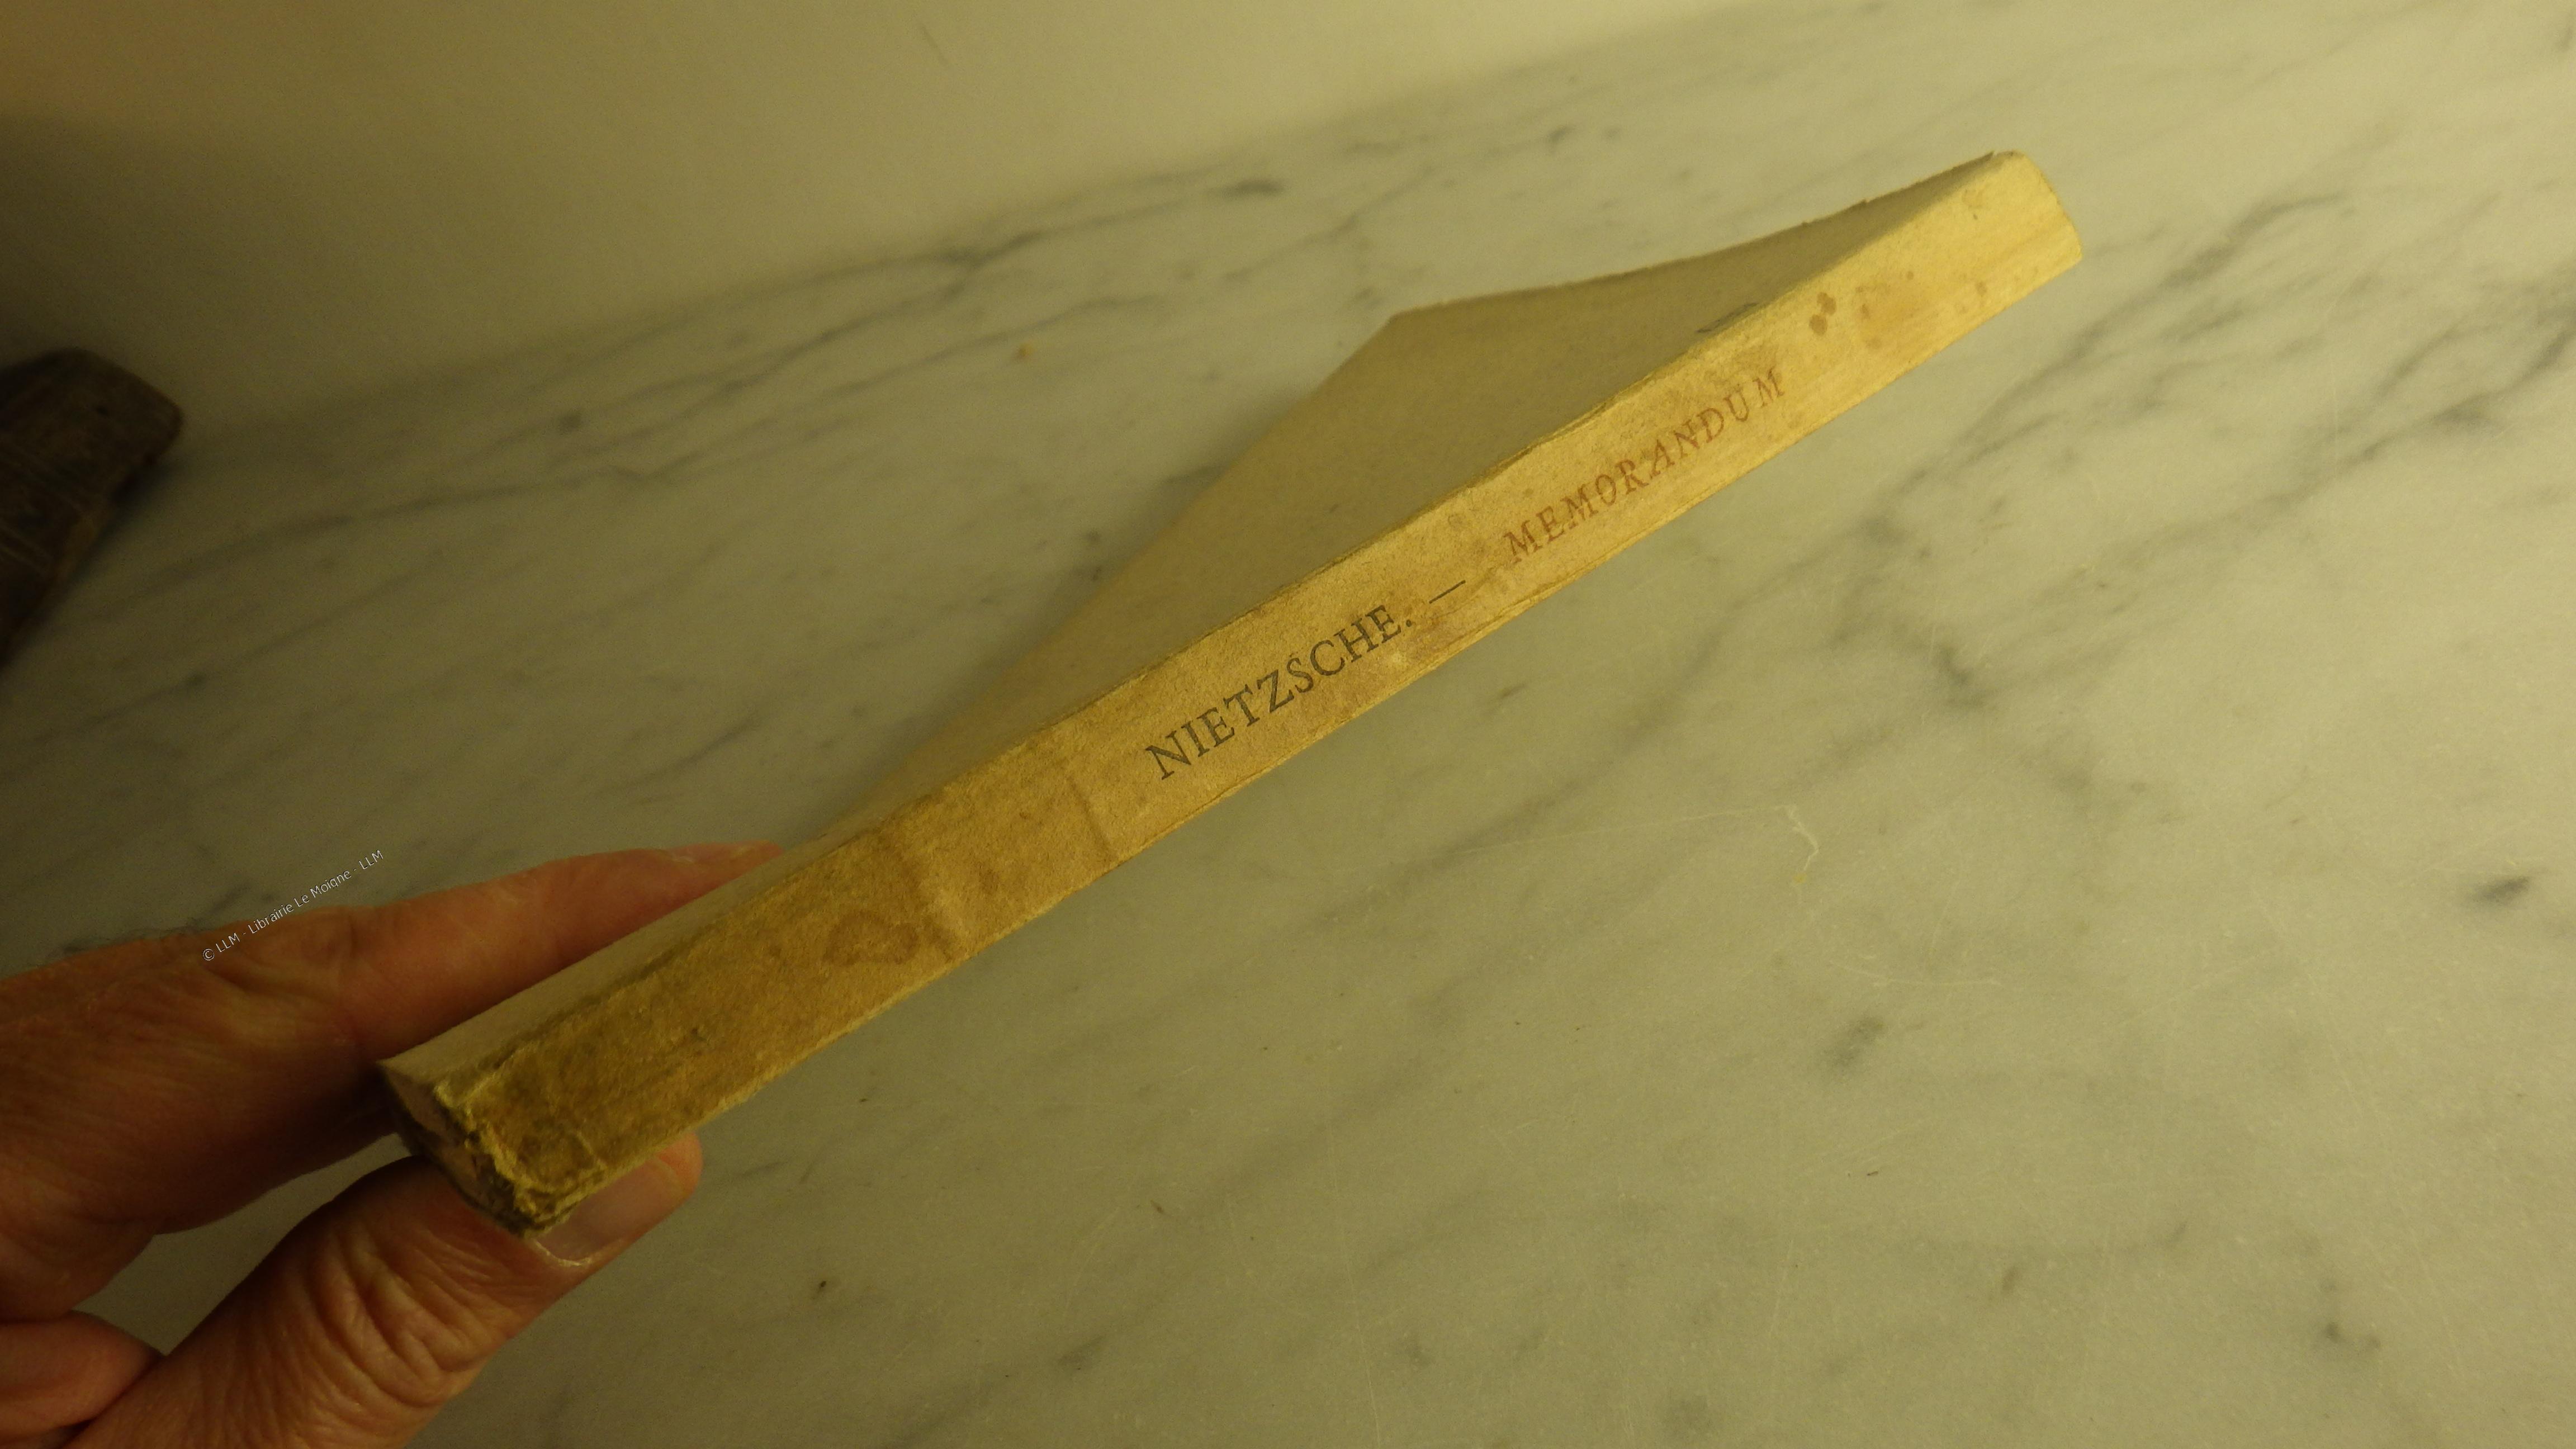 NIETZSCHE. — MEMORANDUM
© LLM - Librairie Le Moigne - LLM